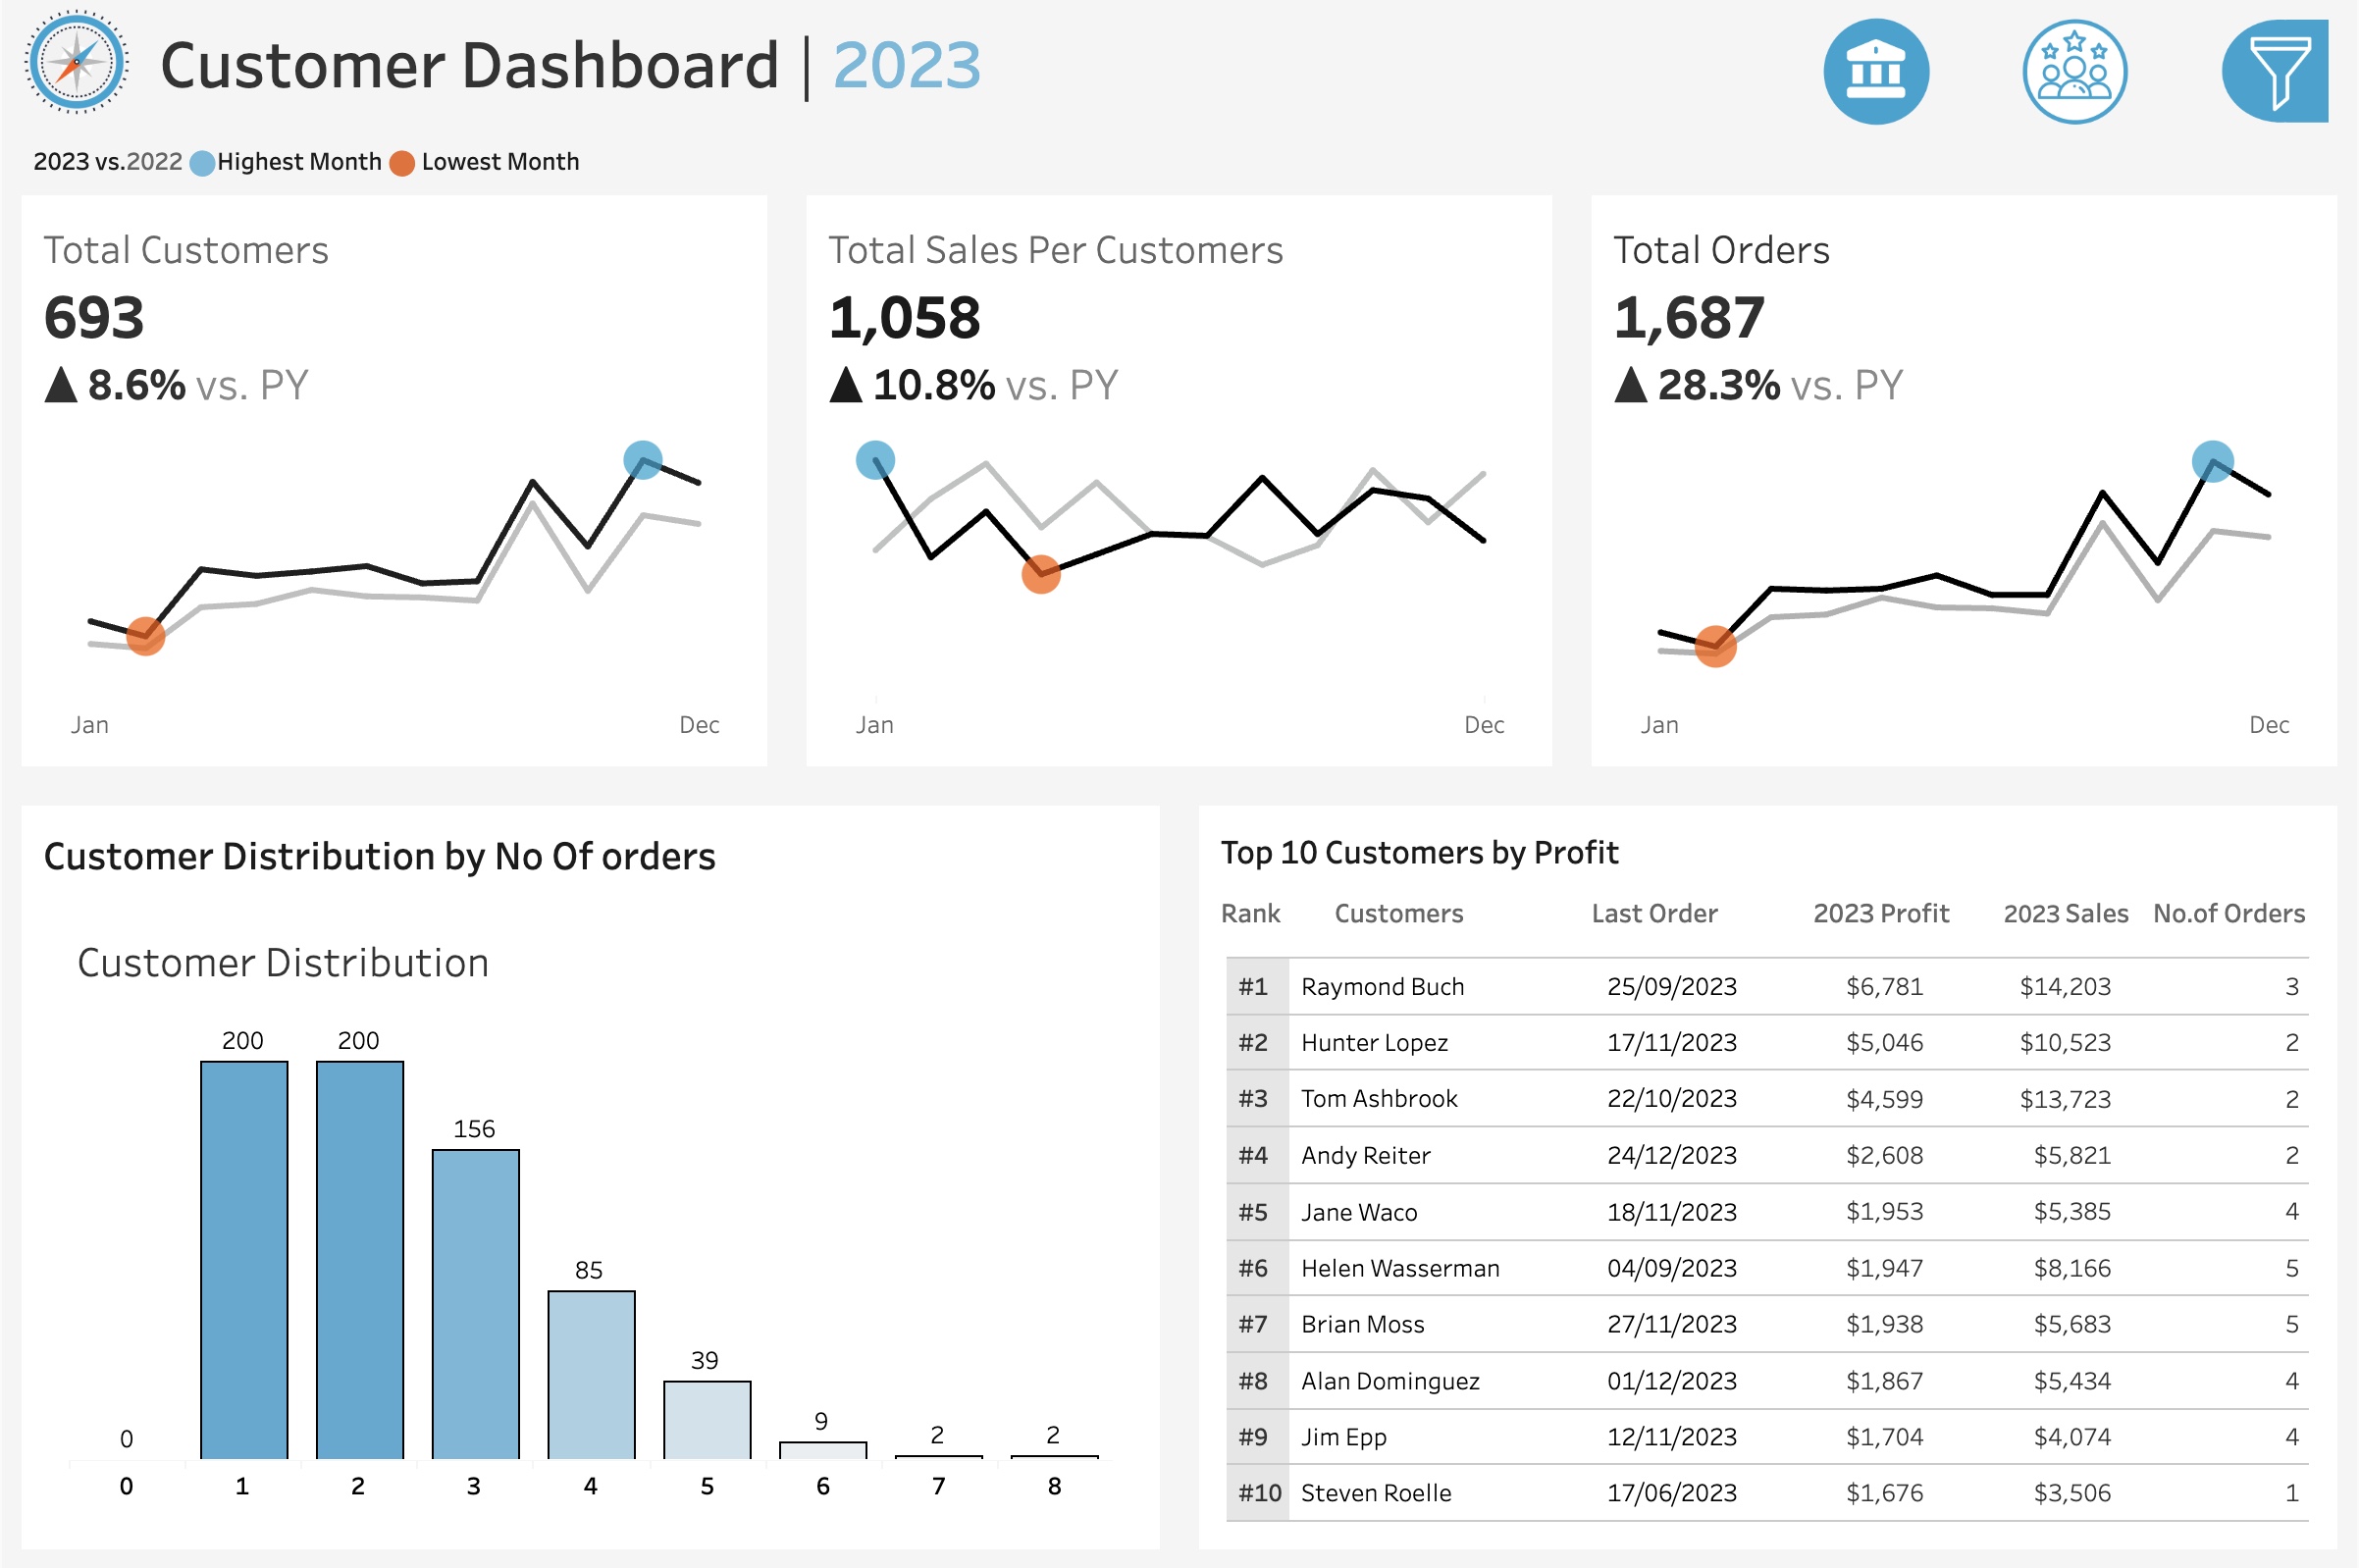 Customer Dashboard | 2023
2023 vs.2022 Highest Month Lowest Month
Total Customers
693
▲ 8.6% vs. PY
Jan Dec
Total Sales Per Customers
1,058
▲ 10.8% vs. PY
Jan Dec
Total Orders
1,687
▲ 28.3% vs. PY
Jan Dec
Customer Distribution by No Of orders
Customer Distribution
0 200 200 156 85 39 9 2 2
0 1 2 3 4 5 6 7 8
Top 10 Customers by Profit
Rank Customers Last Order 2023 Profit 2023 Sales No.of Orders
#1 Raymond Buch 25/09/2023 $6,781 $14,203 3
#2 Hunter Lopez 17/11/2023 $5,046 $10,523 2
#3 Tom Ashbrook 22/10/2023 $4,599 $13,723 2
#4 Andy Reiter 24/12/2023 $2,608 $5,821 2
#5 Jane Waco 18/11/2023 $1,953 $5,385 4
#6 Helen Wasserman 04/09/2023 $1,947 $8,166 5
#7 Brian Moss 27/11/2023 $1,938 $5,683 5
#8 Alan Dominguez 01/12/2023 $1,867 $5,434 4
#9 Jim Epp 12/11/2023 $1,704 $4,074 4
#10 Steven Roelle 17/06/2023 $1,676 $3,506 1